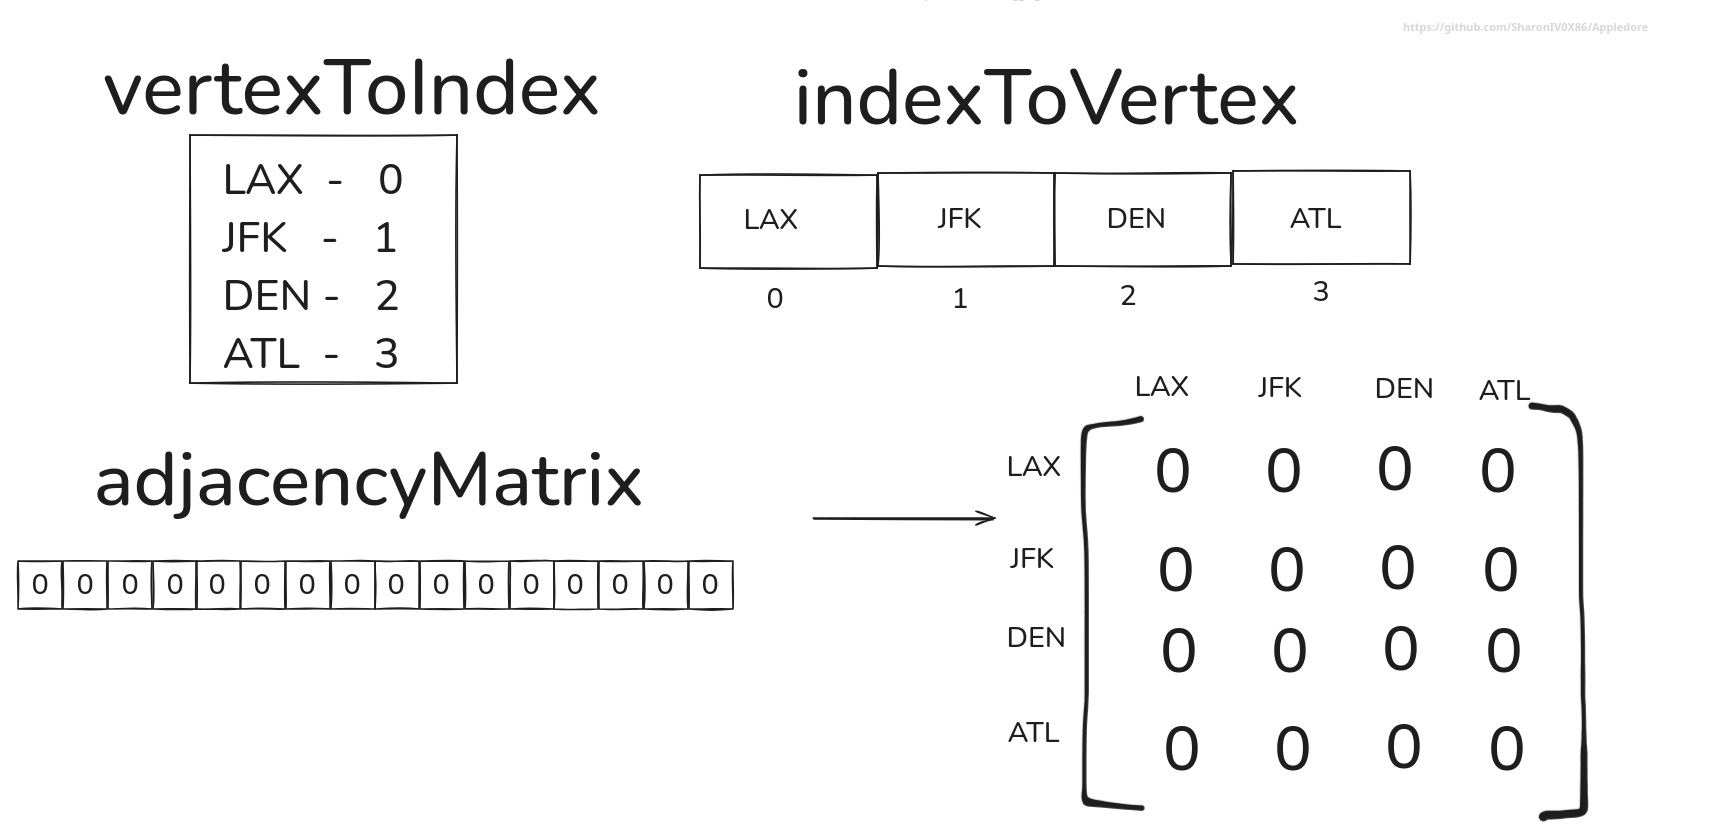 https://github.com/SharonIV0X86/Appledore
vertexToIndex
LAX - 0
JFK - 1
DEN - 2
ATL - 3
indexToVertex
LAX JFK DEN ATL
0 1 2 3
adjacencyMatrix
0 0 0 0 0 0 0 0 0 0 0 0 0 0 0 0
LAX JFK DEN ATL
LAX 0 0 0 0
JFK 0 0 0 0
DEN 0 0 0 0
ATL 0 0 0 0